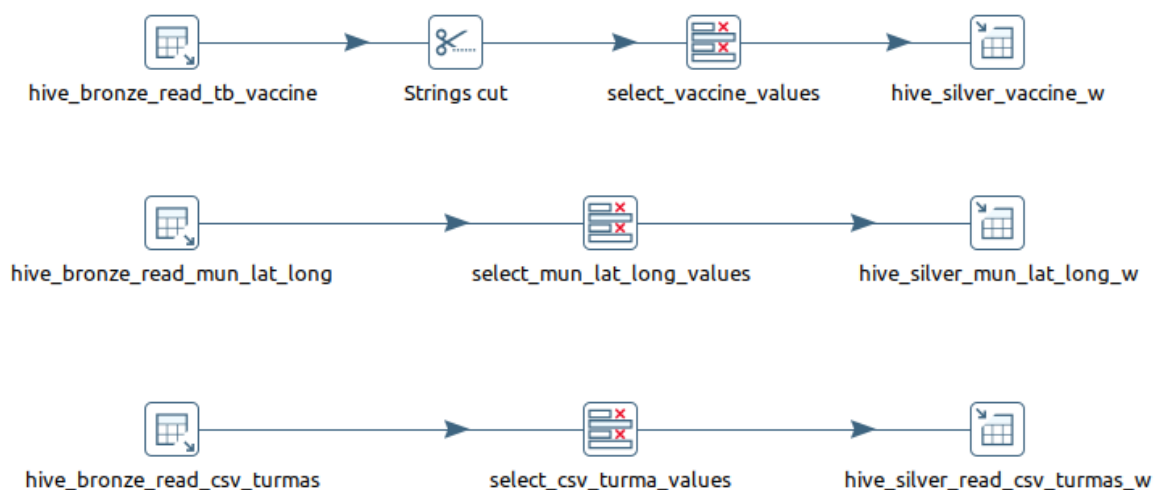 hive_bronze_read_tb_vaccine
Strings cut
select_vaccine_values
hive_silver_vaccine_w
hive_bronze_read_mun_lat_long
select_mun_lat_long_values
hive_silver_mun_lat_long_w
hive_bronze_read_csv_turmas
select_csv_turma_values
hive_silver_read_csv_turmas_w